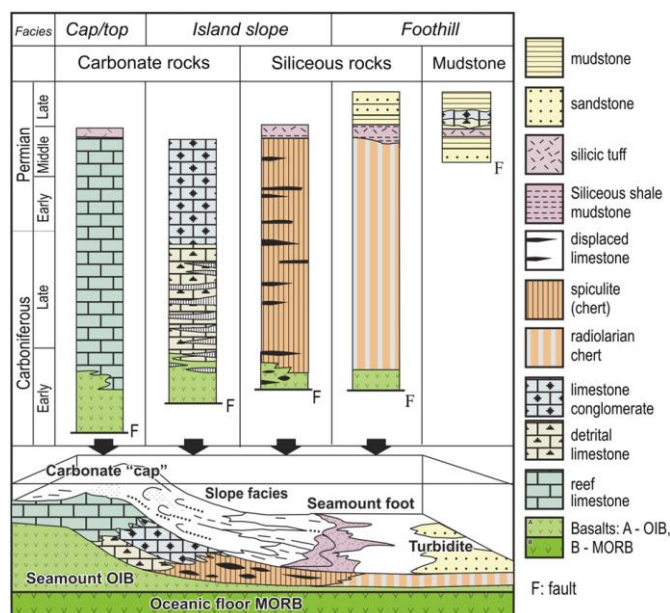 Facies Cap/top Island slope Foothill
Carbonate rocks Siliceous rocks Mudstone
Permian
Late
Middle
Early
Carboniferous
Late
Early
F
F
F
F
F
Carbonate "cap"
Slope facies
Seamount foot
Turbidite
Seamount OIB
Oceanic floor MORB
mudstone
sandstone
silicic tuff
Siliceous shale
mudstone
displaced
limestone
spiculite
(chert)
radiolarian
chert
limestone
conglomerate
detrital
limestone
reef
limestone
A
Basalts: A - OIB,
B
B - MORB
F: fault